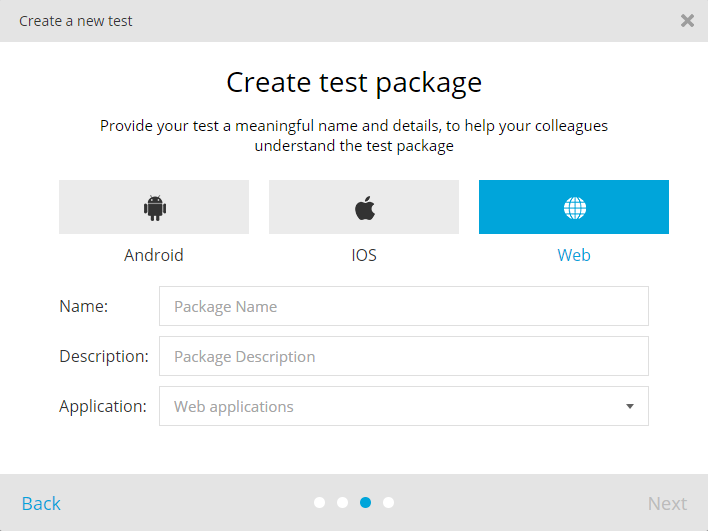 Create a new test
Create test package
Provide your test a meaningful name and details, to help your colleagues
understand the test package
Android
IOS
Web
Name:
Package Name
Description:
Package Description
Application:
Web applications
Back
Next